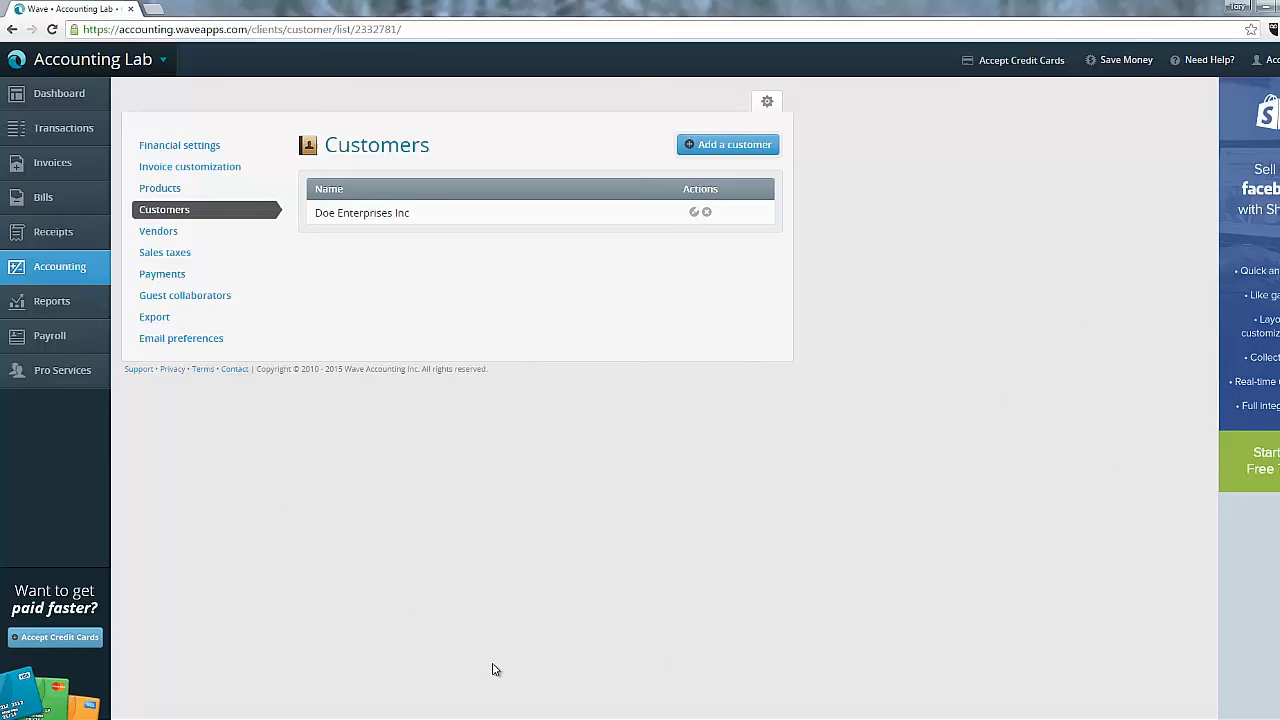 Wave • Accounting Lab •
Tory
https://accounting.waveapps.com/clients/customer/list/2332781/
Accounting Lab
Accept Credit Cards
Save Money
Need Help?
Dashboard
Transactions
Invoices
Bills
Receipts
Accounting
Reports
Payroll
Pro Services
Want to get
paid faster?
Accept Credit Cards
Financial settings
Invoice customization
Products
Customers
Vendors
Sales taxes
Payments
Guest collaborators
Export
Email preferences
Customers
Add a customer
Name Actions
Doe Enterprises Inc
Support • Privacy • Terms • Contact | Copyright © 2010 - 2015 Wave Accounting Inc. All rights reserved.
Sell
with
• Quick
• Like
• Real-time
• Full
Free